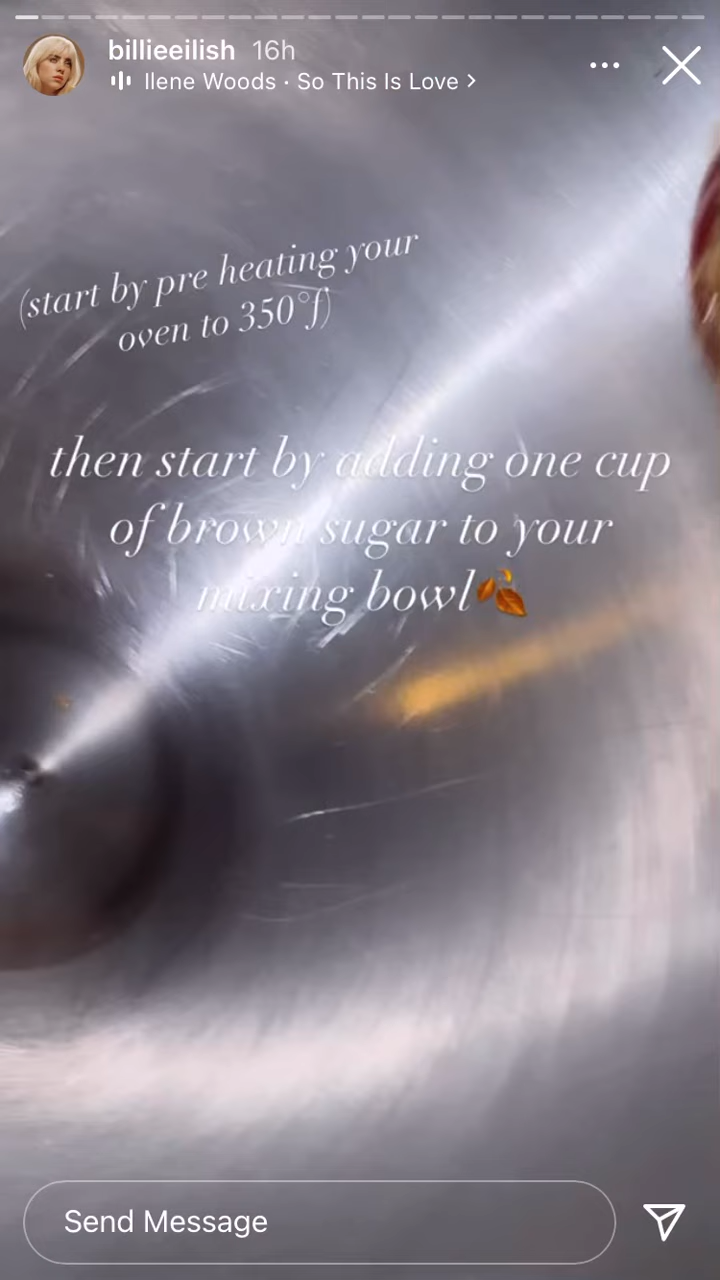 billieeilish 16h
Ilene Woods · So This Is Love >
(start by pre heating your
oven to 350°f)
then start by adding one cup
of brown sugar to your
mixing bowl🍂
Send Message